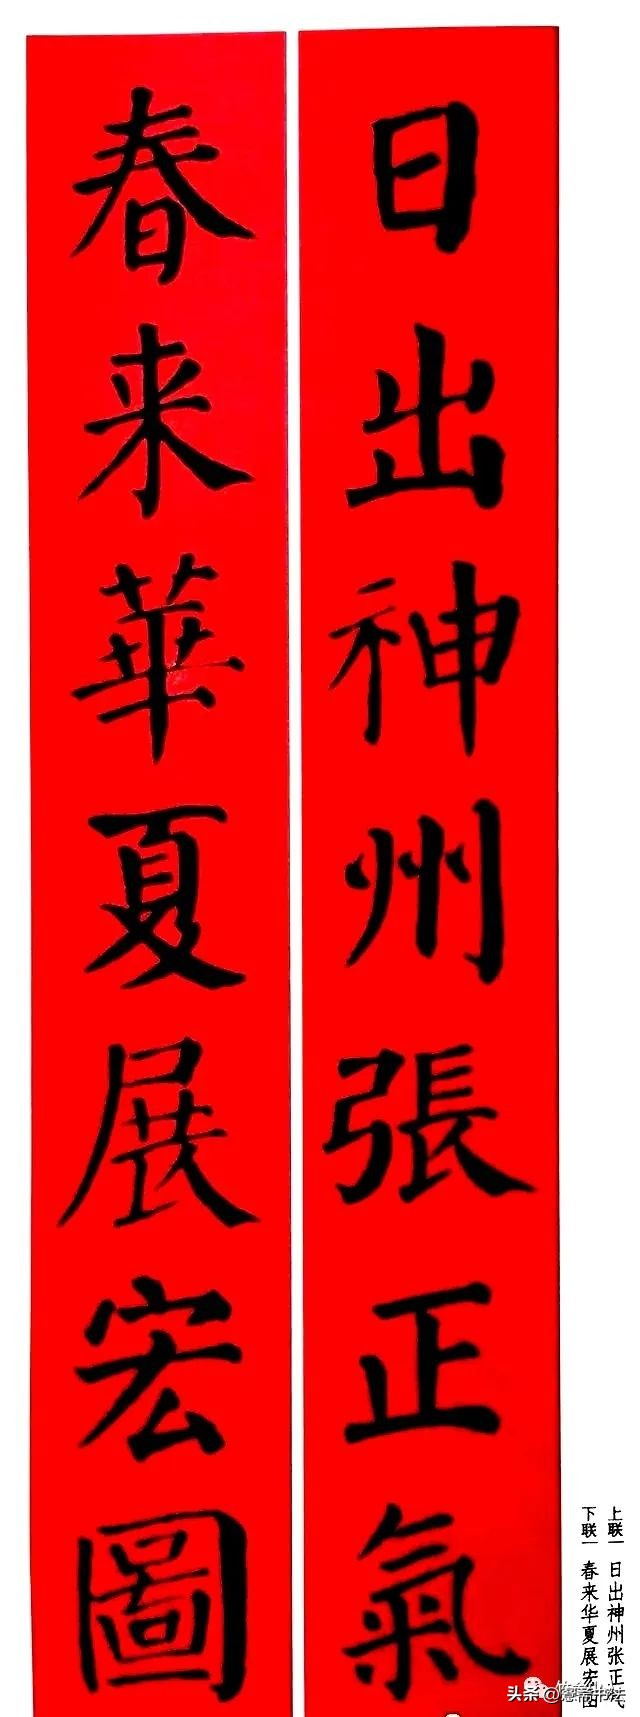 日出神州張正氣
春来華夏展宏圖
上联一日出神州张正气
下联一春来华夏展宏图
头条